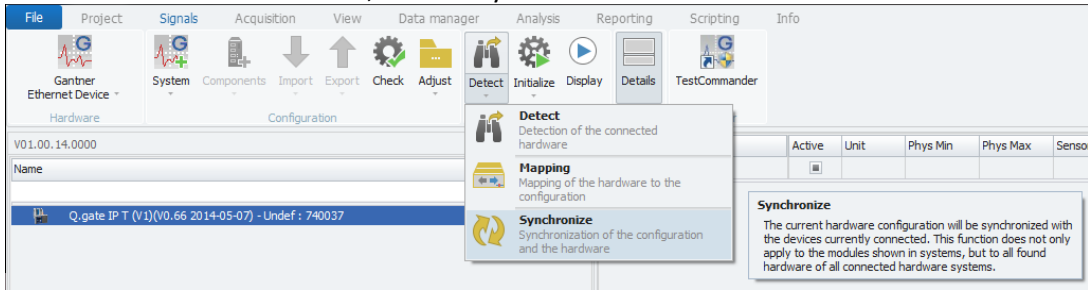 File Project Signals Acquisition View Data manager Analysis Reporting Scripting Info
Gantner
Ethernet Device
System Components Import Export Check Adjust Detect Initialize Display Details TestCommander
Hardware Configuration
Detect
Detection of the connected
hardware
Mapping
Mapping of the hardware to the
configuration
Synchronize
Synchronization of the configuration
and the hardware
V01.00.14.0000
Name
Active Unit Phys Min Phys Max Sensor
Q.gate IP T (V1)(V0.66 2014-05-07) - Undef : 740037
Synchronize
The current hardware configuration will be synchronized with
the devices currently connected. This function does not only
apply to the modules shown in systems, but to all found
hardware of all connected hardware systems.